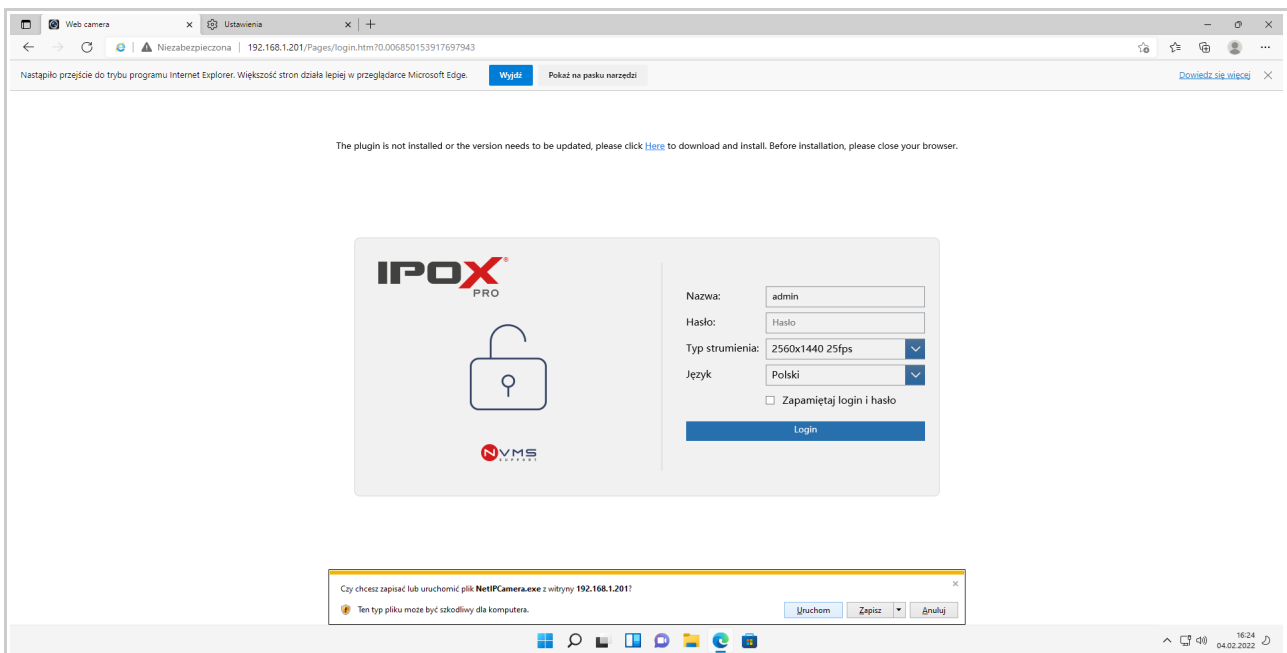 Web camera
Ustawienia
Niezabezpieczona | 192.168.1.201/Pages/login.htm?0.006850153917697943
Nastąpiło przejście do trybu programu Internet Explorer. Większość stron działa lepiej w przeglądarce Microsoft Edge. Wyjdź Pokaż na pasku narzędzi Dowiedz się więcej
The plugin is not installed or the version needs to be updated, please click Here to download and install. Before installation, please close your browser.
IPOX®
PRO
NVMS
SUPPORT
Nazwa: admin
Hasło: Hasło
Typ strumienia: 2560x1440 25fps
Język Polski
Zapamiętaj login i hasło
Login
Czy chcesz zapisać lub uruchomić plik NetIPCamera.exe z witryny 192.168.1.201?
Ten typ pliku może być szkodliwy dla komputera. Uruchom Zapisz Anuluj
16:24
04.02.2022